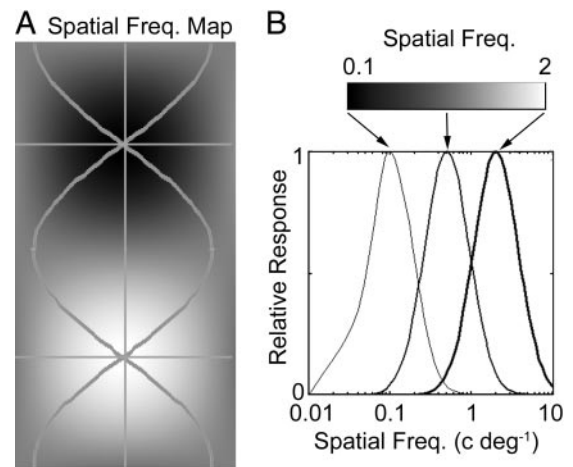 A Spatial Freq. Map
B
Spatial Freq.
0.1 2
1
Relative Response
0
0.01 0.1 1 10
Spatial Freq. (c deg⁻¹)